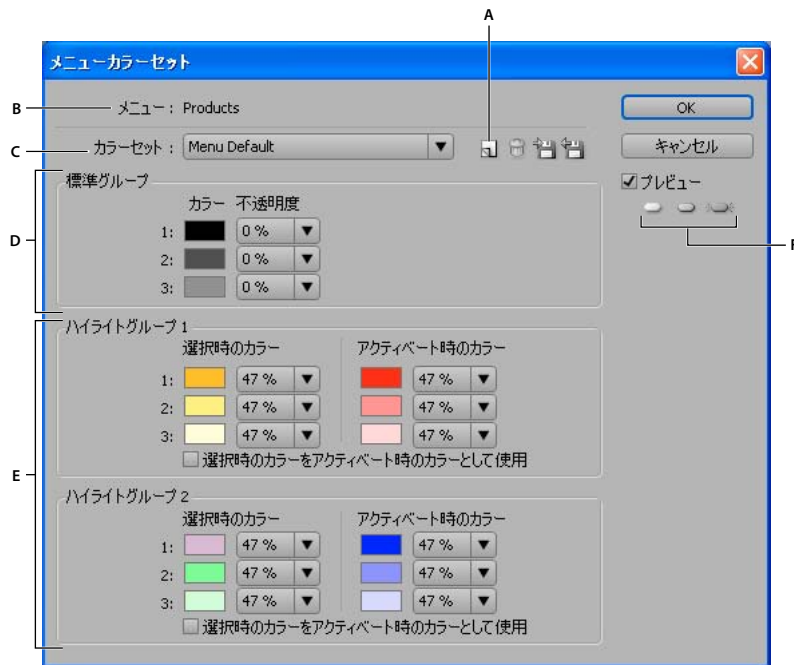 A
メニューカラーセット
B
メニュー : Products
OK
C
カラーセット : Menu Default
キャンセル
標準グループ
プレビュー
カラー 不透明度
D
1: 0 %
2: 0 %
3: 0 %
F
ハイライトグループ 1
選択時のカラー アクティベート時のカラー
1: 47 % 47 %
2: 47 % 47 %
3: 47 % 47 %
選択時のカラーをアクティベート時のカラーとして使用
E
ハイライトグループ 2
選択時のカラー アクティベート時のカラー
1: 47 % 47 %
2: 47 % 47 %
3: 47 % 47 %
選択時のカラーをアクティベート時のカラーとして使用